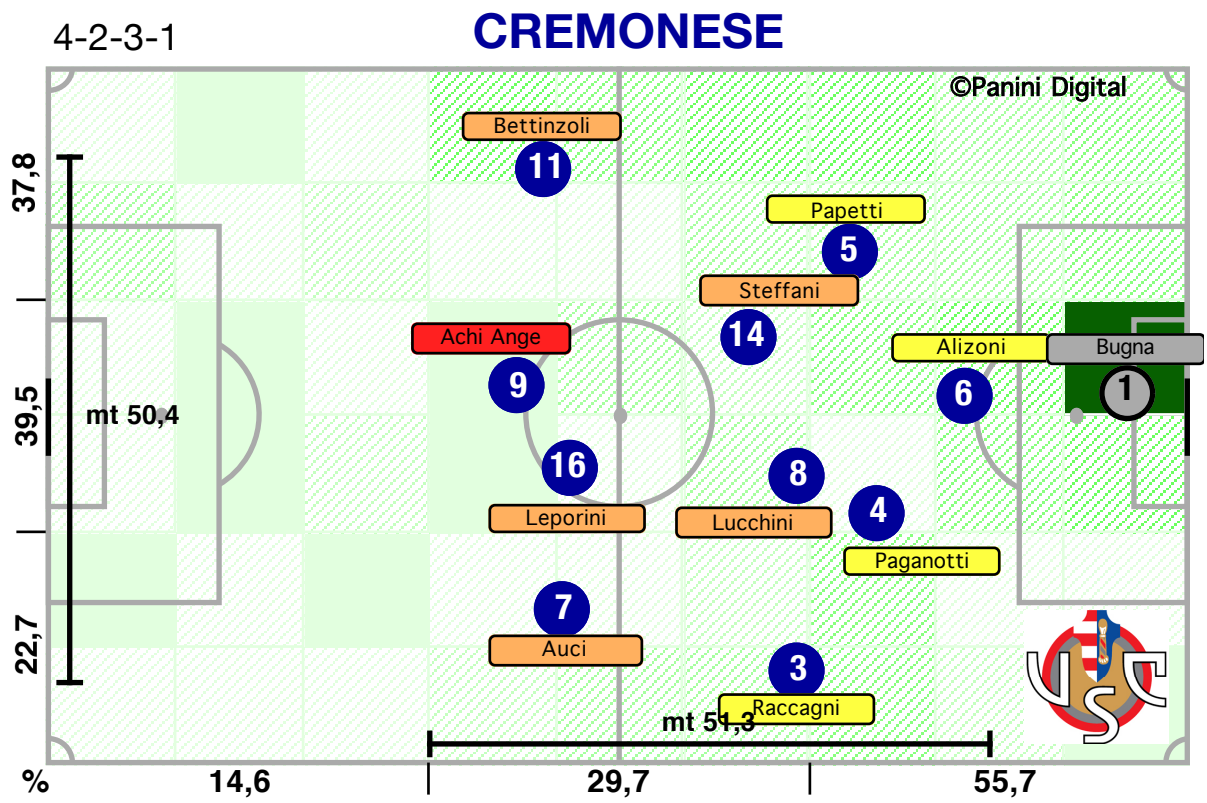 4-2-3-1
CREMONESE
©Panini Digital
Bettinzoli
11
37,8
Papetti
5
Steffani
14
Achi Ange
9
Alizoni
6
Bugna
1
39,5
mt 50,4
16
Leporini
8
Lucchini
4
Paganotti
7
Auci
22,7
3
Raccagni
mt 51,3
USC
%
14,6
29,7
55,7